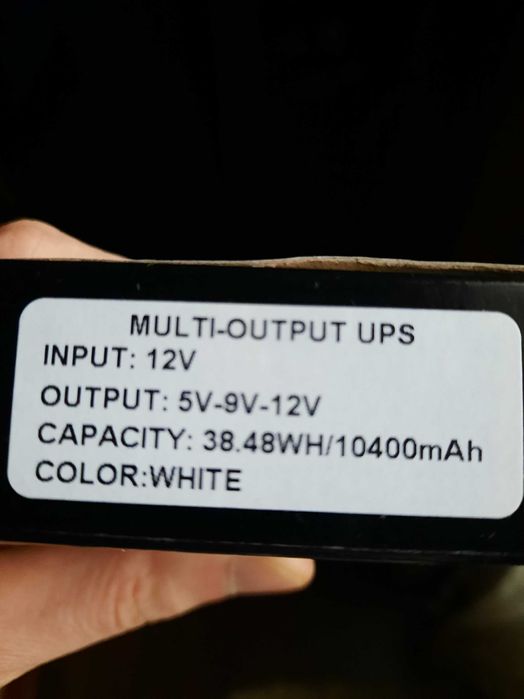 MULTI-OUTPUT UPS
INPUT: 12V
OUTPUT: 5V-9V-12V
CAPACITY: 38.48WH/10400mAh
COLOR:WHITE